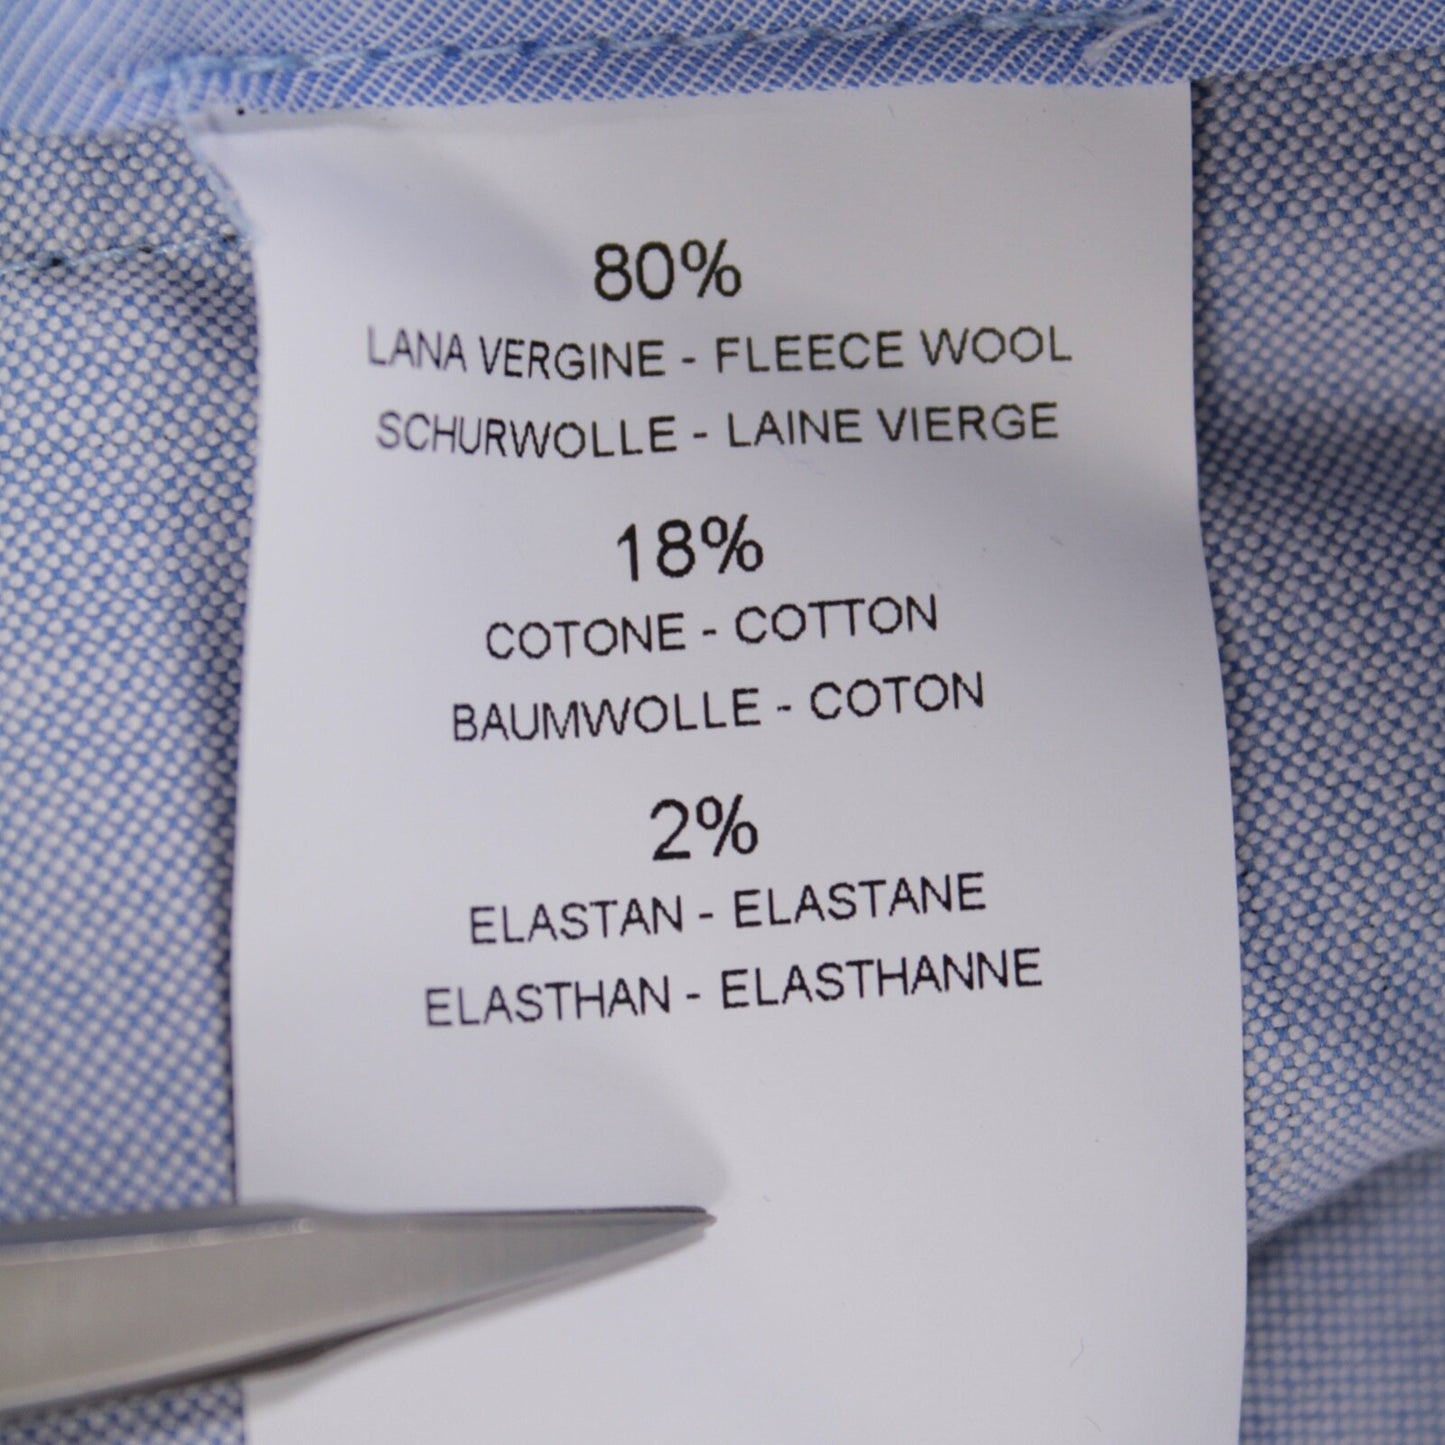 80%
LANA VERGINE - FLEECE WOOL
SCHURWOLLE - LAINE VIERGE
18%
COTONE - COTTON
BAUMWOLLE - COTON
2%
ELASTAN - ELASTANE
ELASTHAN - ELASTHANNE